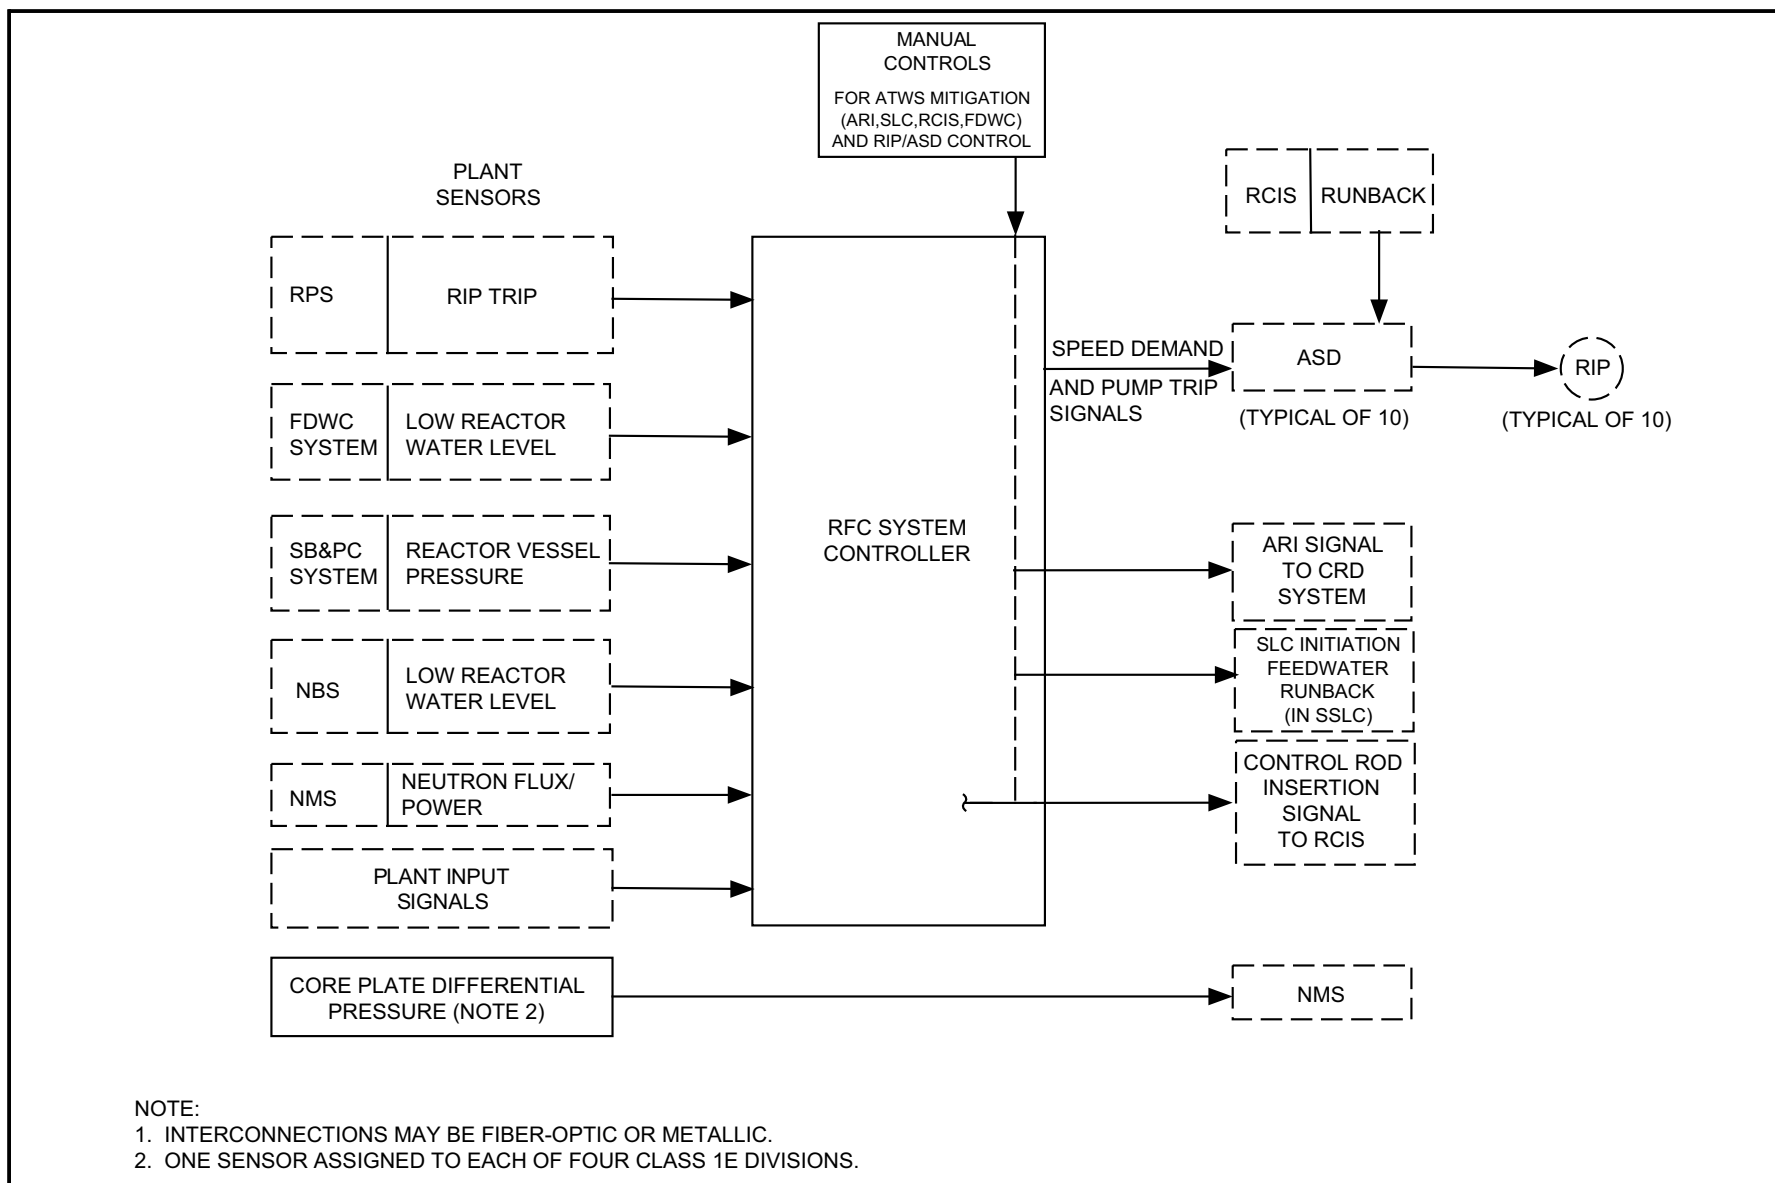 MANUAL
CONTROLS
FOR ATWS MITIGATION
(ARI,SLC,RCIS,FDWC)
AND RIP/ASD CONTROL
PLANT
SENSORS
RPS
RIP TRIP
FDWC
SYSTEM
LOW REACTOR
WATER LEVEL
SB&PC
SYSTEM
REACTOR VESSEL
PRESSURE
NBS
LOW REACTOR
WATER LEVEL
NMS
NEUTRON FLUX/
POWER
PLANT INPUT
SIGNALS
CORE PLATE DIFFERENTIAL
PRESSURE (NOTE 2)
RFC SYSTEM
CONTROLLER
RCIS
RUNBACK
SPEED DEMAND
AND PUMP TRIP
SIGNALS
ASD
(TYPICAL OF 10)
RIP
(TYPICAL OF 10)
ARI SIGNAL
TO CRD
SYSTEM
SLC INITIATION
FEEDWATER
RUNBACK
(IN SSLC)
CONTROL ROD
INSERTION
SIGNAL
TO RCIS
NMS
NOTE:
1. INTERCONNECTIONS MAY BE FIBER-OPTIC OR METALLIC.
2. ONE SENSOR ASSIGNED TO EACH OF FOUR CLASS 1E DIVISIONS.